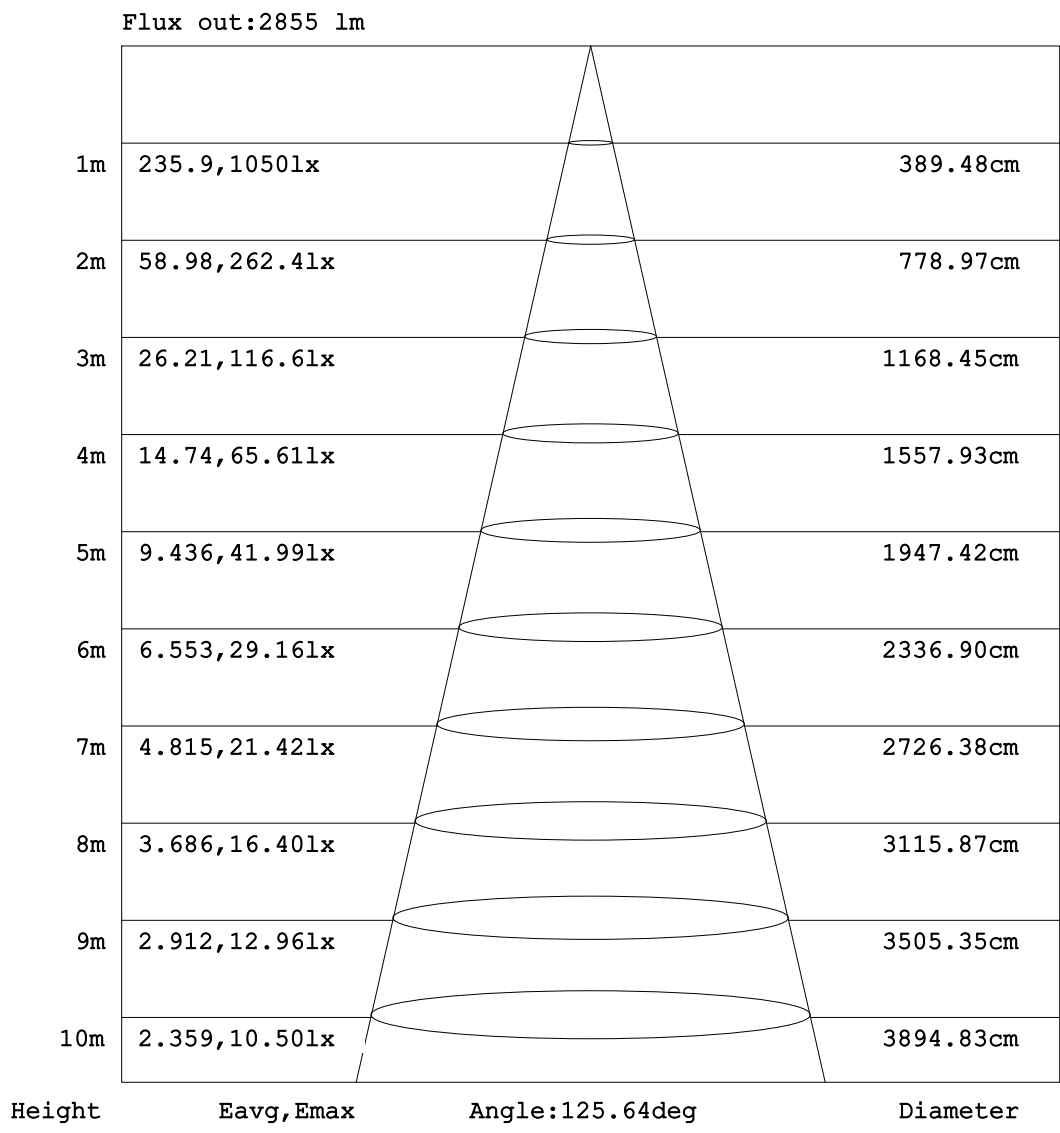 Flux out:2855 lm
1m 235.9,1050lx 389.48cm
2m 58.98,262.4lx 778.97cm
3m 26.21,116.6lx 1168.45cm
4m 14.74,65.61lx 1557.93cm
5m 9.436,41.99lx 1947.42cm
6m 6.553,29.16lx 2336.90cm
7m 4.815,21.42lx 2726.38cm
8m 3.686,16.40lx 3115.87cm
9m 2.912,12.96lx 3505.35cm
10m 2.359,10.50lx 3894.83cm
Height Eavg,Emax Angle:125.64deg Diameter